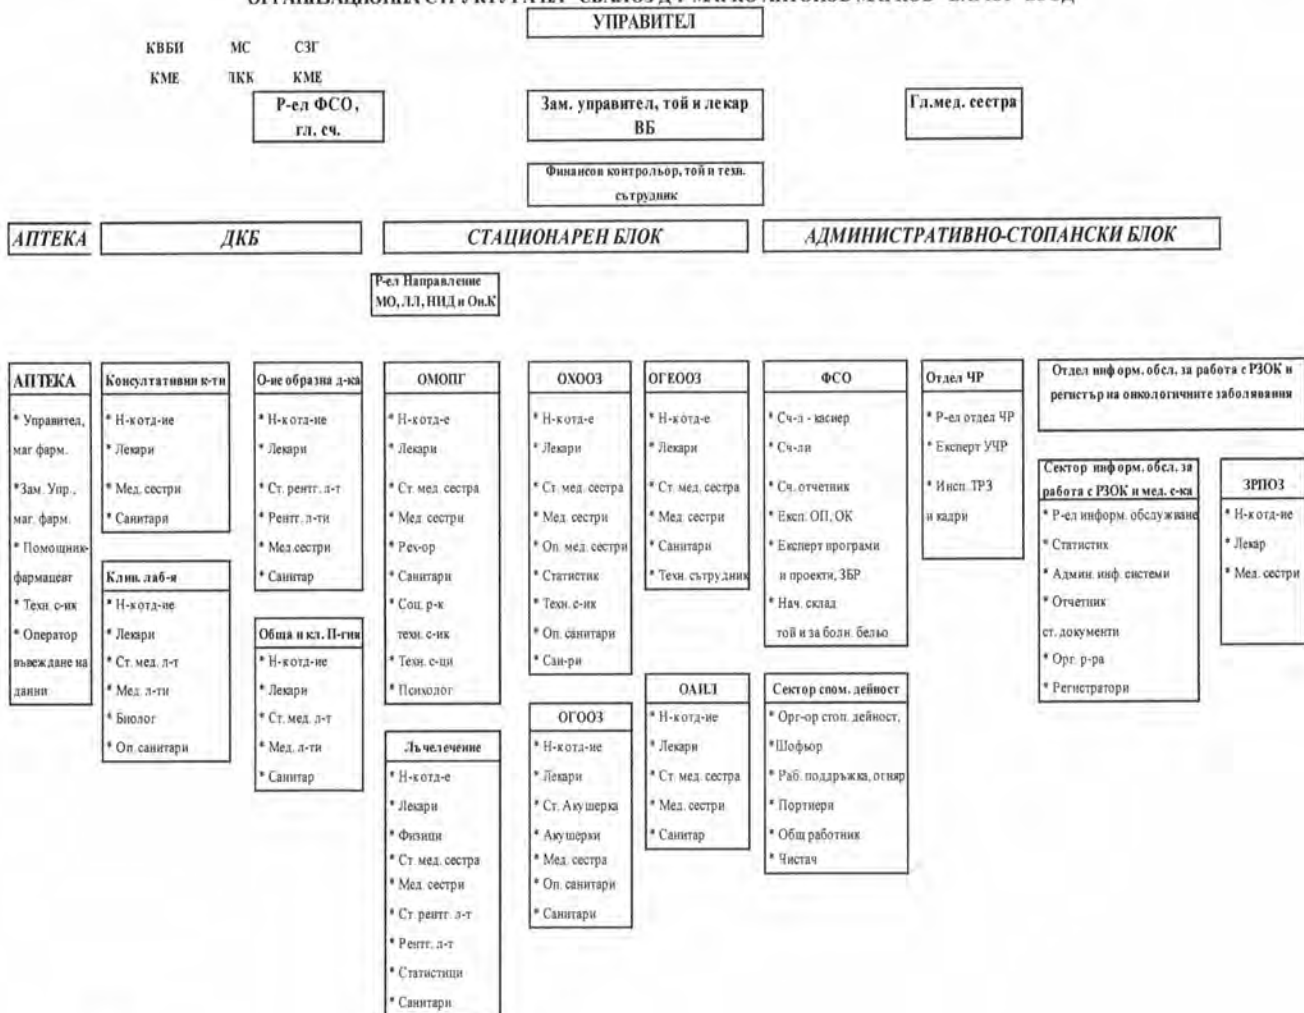 УПРАВИТЕЛ
КВБИ МС СЗГ
КМЕ ЛКК КМЕ
Р-ел ФСО,
гл. сч.
Зам. управител, той и лекар
ВБ
Гл.мед. сестра
Финансов контрольор, той и техн.
сътрудник
АПТЕКА
ДКБ
СТАЦИОНАРЕН БЛОК
АДМИНИСТРАТИВНО-СТОПАНСКИ БЛОК
Р-ел Направление
МО, ЛЛ, НИД и Он.К
АПТЕКА
* Управител,
маг фарм.
*Зам. Упр.,
маг. фарм.
* Помощник-
фармацевт
* Техн. с-ик
* Оператор
въвеждане на
данни
Консултативни к-ти
* Н-к отд-ие
* Лекари
* Мед. сестри
* Санитари
Клин. лаб-я
* Н-к отд-ие
* Лекари
* Ст. мед. л-т
* Мед. л-ти
* Биолог
* Оп. санитари
О-ие образна д-ка
* Н-к отд-ие
* Лекари
* Ст. рентг. л-т
* Рентг. л-ти
* Мед.сестри
* Санитар
Обща и кл. П-гия
* Н-к отд-ие
* Лекари
* Ст. мед. л-т
* Мед. л-ти
* Санитар
ОМОПГ
* Н-к отд-е
* Лекари
* Ст. мед. сестра
* Мед. сестри
* Рех-ор
* Санитари
* Соц. р-к
техн. с-ик
* Техн. с-ци
* Психолог
Лъчелечение
* Н-к отд-е
* Лекари
* Физици
* Ст. мед. сестра
* Мед. сестри
* Ст. рентг. л-т
* Рентг. л-т
* Статистици
* Санитари
ОХООЗ
* Н-к отд-е
* Лекари
* Ст. мед. сестра
* Мед. сестри
* Оп. мед. сестри
* Статистик
* Техн. с-ик
* Оп. санитари
* Сан-ри
ОГООЗ
* Н-к отд-ие
* Лекари
* Ст. Акушерка
* Акушерки
* Мед. сестра
* Оп. санитари
* Санитари
ОГЕООЗ
* Н-к отд-е
* Лекари
* Ст. мед. сестра
* Мед. сестри
* Санитари
* Техн. сътрудник
ОАИЛ
* Н-к отд-ие
* Лекари
* Ст. мед. сестра
* Мед. сестри
* Санитар
ФСО
* Сч-л - касиер
* Сч-ли
* Сч. отчетник
* Експ. ОП, ОК
* Експерт програми
и проекти, ЗБР
* Нач. склад
той и за болн. бельо
Сектор спом. дейност
* Орг-ор стоп. дейност,
*Шофьор
* Раб. поддръжка, огняр
* Портиери
* Общ работник
* Чистач
Отдел ЧР
* Р-ел отдел ЧР
* Експерт УЧР
* Инсп. ТРЗ
и кадри
Отдел информ. обсл. за работа с РЗОК и
регистър на онкологичните заболявания
Сектор информ. обсл. за
работа с РЗОК и мед. с-ка
* Р-ел информ. обслужване
* Статистик
* Админ. инф. системи
* Отчетник
ст. документи
* Орг. р-ра
* Регистратори
ЗРПОЗ
* Н-к отд-ие
* Лекар
* Мед. сестри